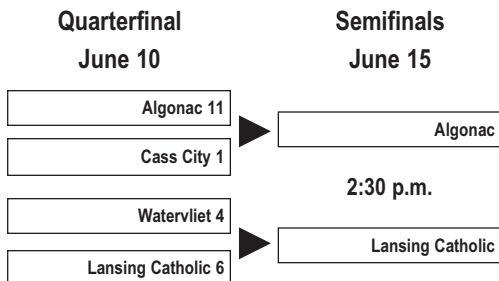 Quarterfinal
June 10
Semifinals
June 15
Algonac 11
Cass City 1
Algonac
2:30 p.m.
Watervliet 4
Lansing Catholic 6
Lansing Catholic